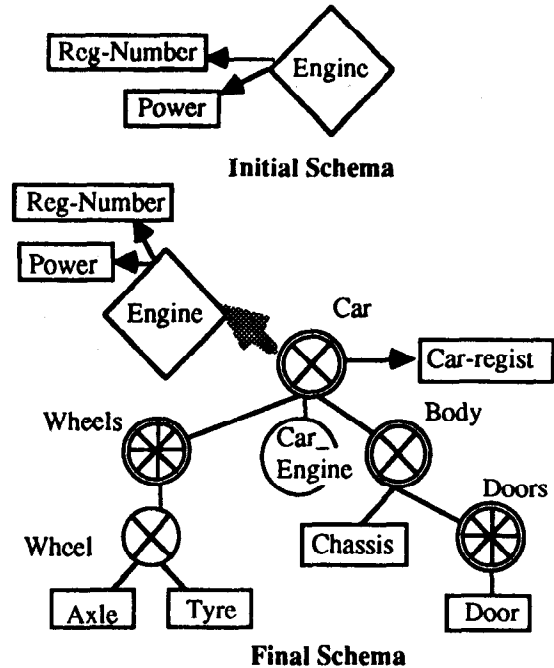 Reg-Number
Engine
Power
Initial Schema
Reg-Number
Power
Engine
Car
Car-regist
Wheels
Car_
Engine
Body
Doors
Wheel
Chassis
Axle
Tyre
Door
Final Schema